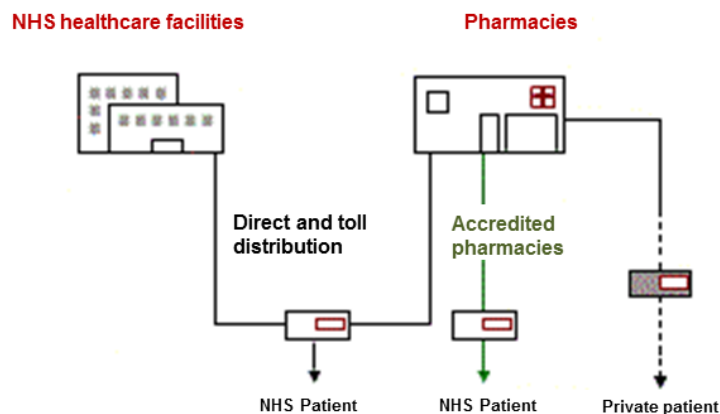 NHS healthcare facilities
Pharmacies
Direct and toll
distribution
Accredited
pharmacies
NHS Patient
NHS Patient
Private patient